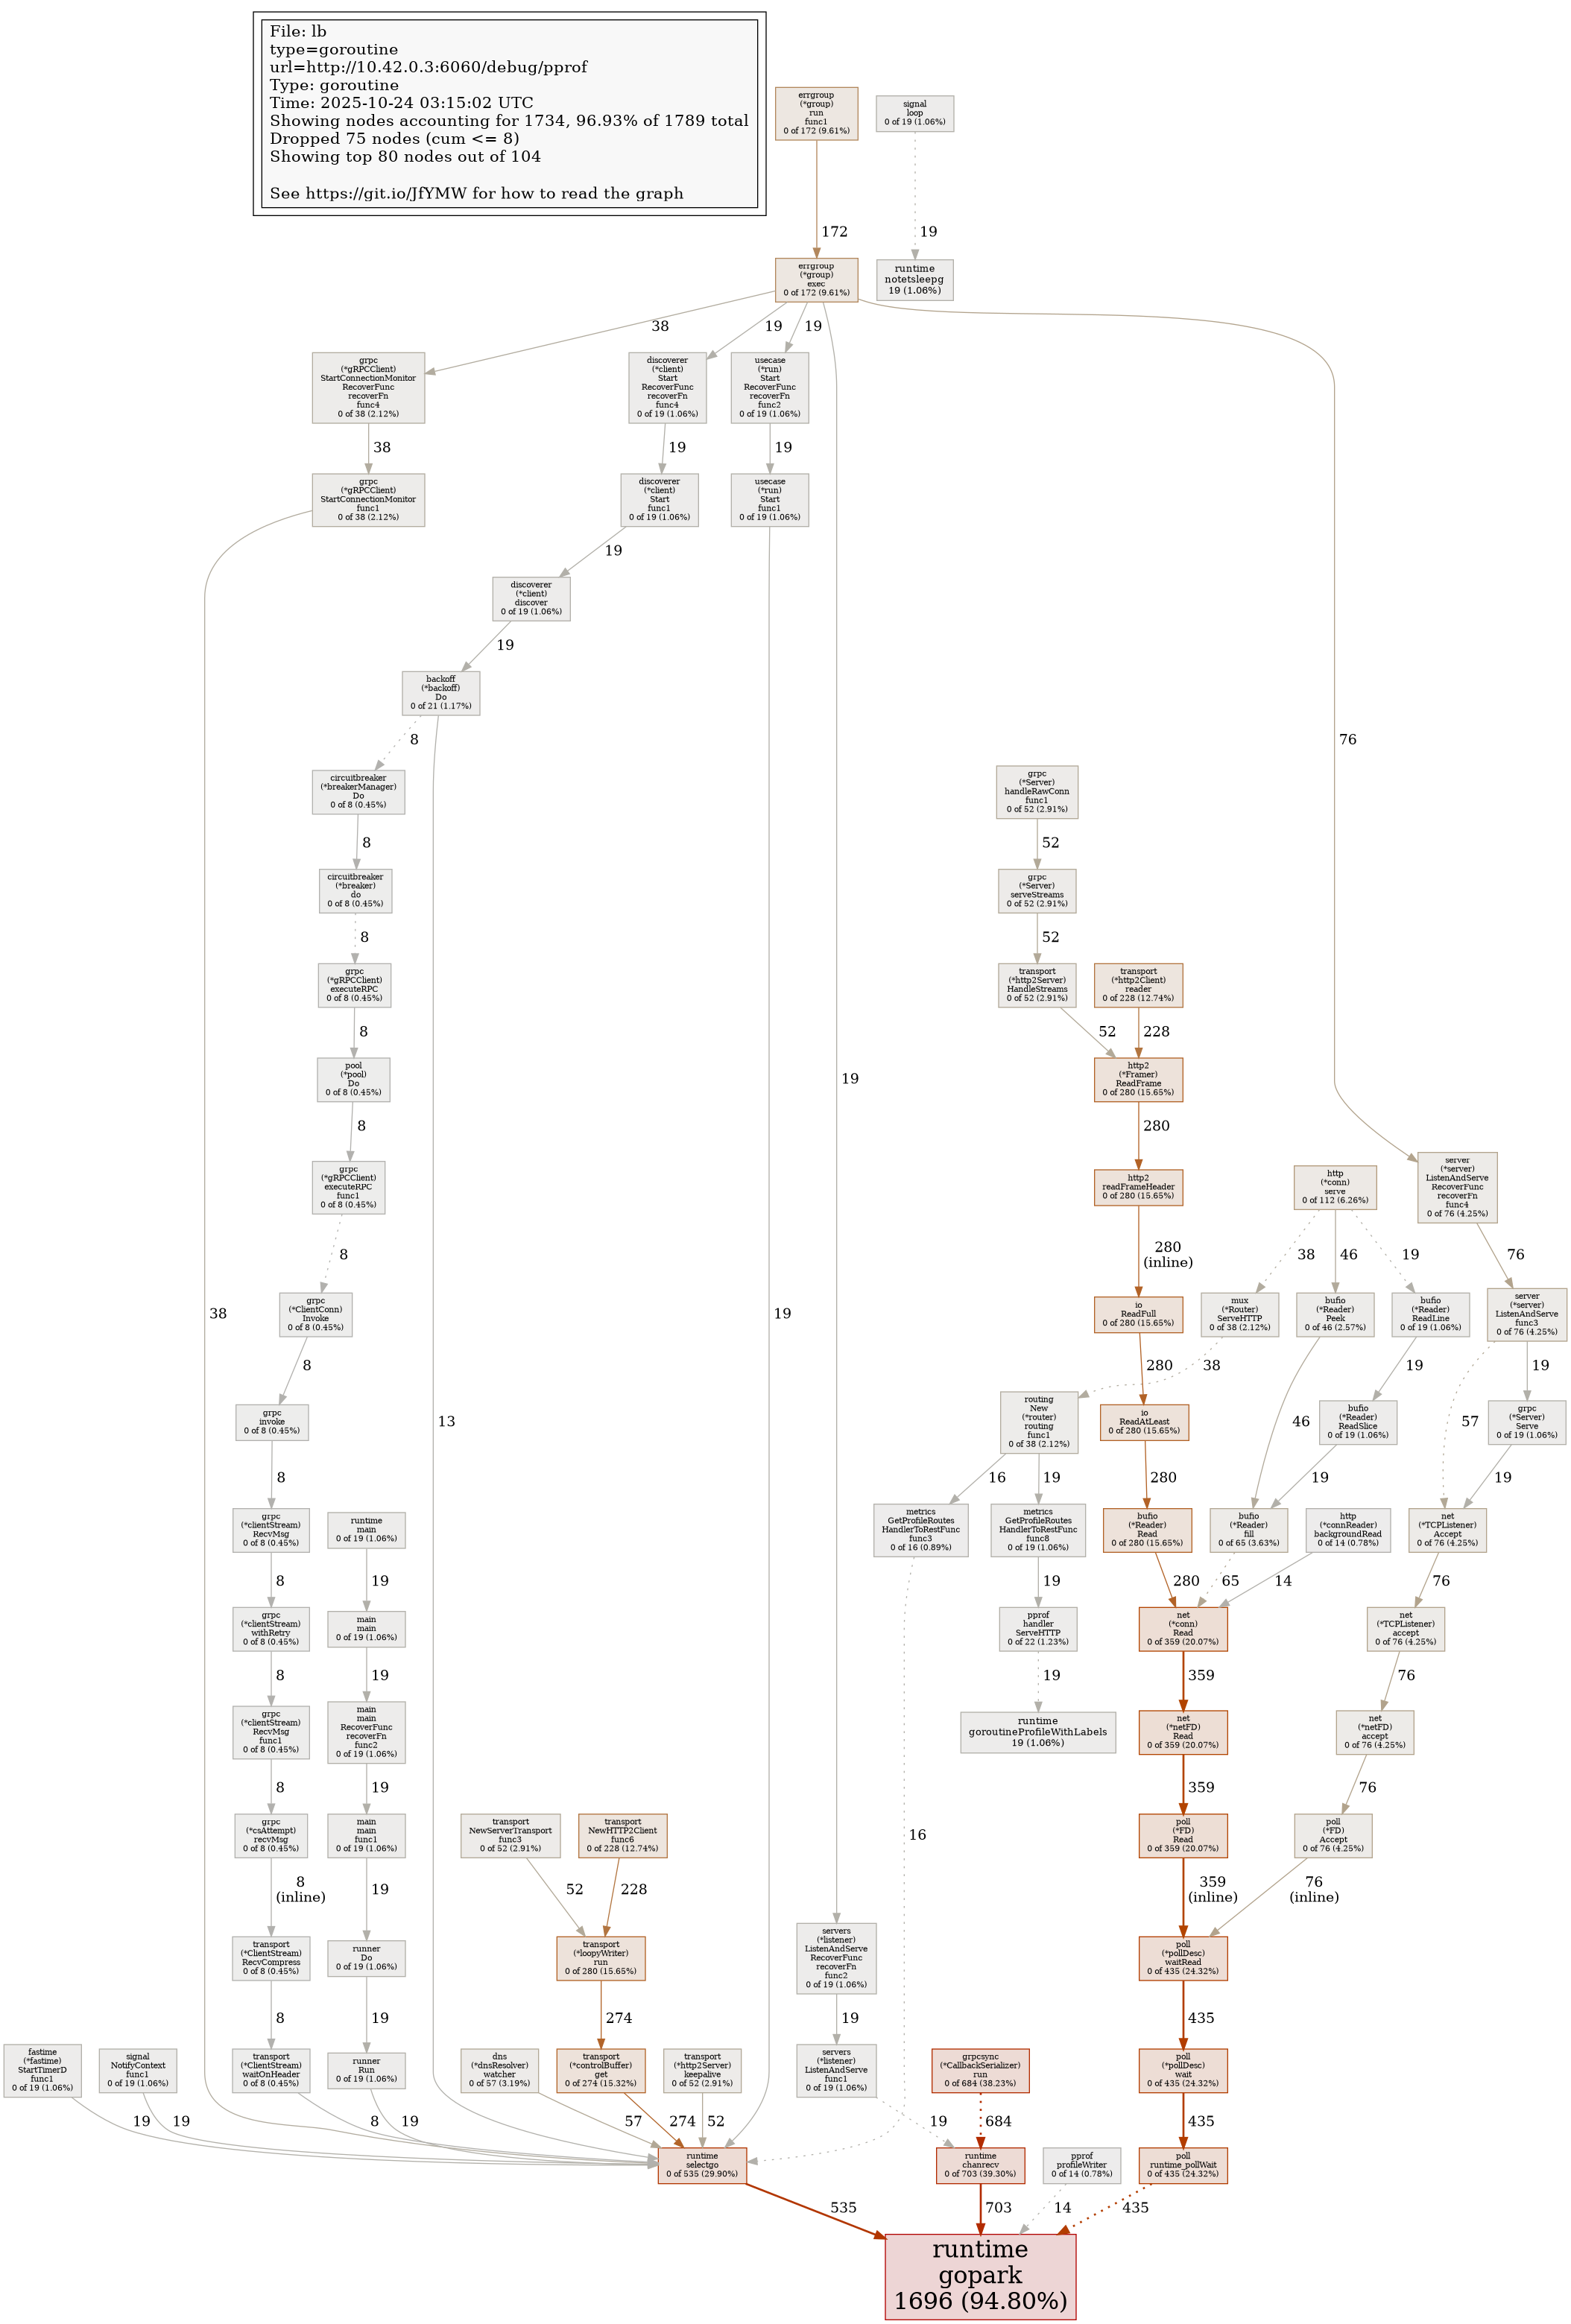 File: lb
type=goroutine
url=http://10.42.0.3:6060/debug/pprof
Type: goroutine
Time: 2025-10-24 03:15:02 UTC
Showing nodes accounting for 1734, 96.93% of 1789 total
Dropped 75 nodes (cum <= 8)
Showing top 80 nodes out of 104
See https://git.io/JfYMW for how to read the graph
errgroup
(*group)
run
func1
0 of 172 (9.61%)
signal
loop
0 of 19 (1.06%)
172
19
errgroup
(*group)
exec
0 of 172 (9.61%)
runtime
notetsleepg
19 (1.06%)
38
19
19
grpc
(*gRPCClient)
StartConnectionMonitor
RecoverFunc
recoverFn
func4
0 of 38 (2.12%)
discoverer
(*client)
Start
RecoverFunc
recoverFn
func4
0 of 19 (1.06%)
usecase
(*run)
Start
RecoverFunc
recoverFn
func2
0 of 19 (1.06%)
38
19
19
grpc
(*gRPCClient)
StartConnectionMonitor
func1
0 of 38 (2.12%)
discoverer
(*client)
Start
func1
0 of 19 (1.06%)
usecase
(*run)
Start
func1
0 of 19 (1.06%)
19
discoverer
(*client)
discover
0 of 19 (1.06%)
19
backoff
(*backoff)
Do
0 of 21 (1.17%)
8
76
circuitbreaker
(*breakerManager)
Do
0 of 8 (0.45%)
grpc
(*Server)
handleRawConn
func1
0 of 52 (2.91%)
8
52
circuitbreaker
(*breaker)
do
0 of 8 (0.45%)
grpc
(*Server)
serveStreams
0 of 52 (2.91%)
8
52
grpc
(*gRPCClient)
executeRPC
0 of 8 (0.45%)
transport
(*http2Server)
HandleStreams
0 of 52 (2.91%)
transport
(*http2Client)
reader
0 of 228 (12.74%)
8
52
228
pool
(*pool)
Do
0 of 8 (0.45%)
19
http2
(*Framer)
ReadFrame
0 of 280 (15.65%)
8
280
grpc
(*gRPCClient)
executeRPC
func1
0 of 8 (0.45%)
http2
readFrameHeader
0 of 280 (15.65%)
http
(*conn)
serve
0 of 112 (6.26%)
server
(*server)
ListenAndServe
RecoverFunc
recoverFn
func4
0 of 76 (4.25%)
8
280
(inline)
38
46
19
76
grpc
(*ClientConn)
Invoke
0 of 8 (0.45%)
38
19
io
ReadFull
0 of 280 (15.65%)
mux
(*Router)
ServeHTTP
0 of 38 (2.12%)
bufio
(*Reader)
Peek
0 of 46 (2.57%)
bufio
(*Reader)
ReadLine
0 of 19 (1.06%)
server
(*server)
ListenAndServe
func3
0 of 76 (4.25%)
8
280
38
19
19
grpc
invoke
0 of 8 (0.45%)
13
routing
New
(*router)
routing
func1
0 of 38 (2.12%)
io
ReadAtLeast
0 of 280 (15.65%)
46
bufio
(*Reader)
ReadSlice
0 of 19 (1.06%)
57
grpc
(*Server)
Serve
0 of 19 (1.06%)
8
16
19
280
19
19
grpc
(*clientStream)
RecvMsg
0 of 8 (0.45%)
runtime
main
0 of 19 (1.06%)
metrics
GetProfileRoutes
HandlerToRestFunc
func3
0 of 16 (0.89%)
metrics
GetProfileRoutes
HandlerToRestFunc
func8
0 of 19 (1.06%)
bufio
(*Reader)
Read
0 of 280 (15.65%)
bufio
(*Reader)
fill
0 of 65 (3.63%)
http
(*connReader)
backgroundRead
0 of 14 (0.78%)
net
(*TCPListener)
Accept
0 of 76 (4.25%)
8
19
19
280
65
14
76
grpc
(*clientStream)
withRetry
0 of 8 (0.45%)
main
main
0 of 19 (1.06%)
pprof
handler
ServeHTTP
0 of 22 (1.23%)
net
(*conn)
Read
0 of 359 (20.07%)
net
(*TCPListener)
accept
0 of 76 (4.25%)
8
19
19
359
76
grpc
(*clientStream)
RecvMsg
func1
0 of 8 (0.45%)
main
main
RecoverFunc
recoverFn
func2
0 of 19 (1.06%)
runtime
goroutineProfileWithLabels
19 (1.06%)
net
(*netFD)
Read
0 of 359 (20.07%)
net
(*netFD)
accept
0 of 76 (4.25%)
8
19
359
76
grpc
(*csAttempt)
recvMsg
0 of 8 (0.45%)
main
main
func1
0 of 19 (1.06%)
transport
NewServerTransport
func3
0 of 52 (2.91%)
transport
NewHTTP2Client
func6
0 of 228 (12.74%)
16
poll
(*FD)
Read
0 of 359 (20.07%)
poll
(*FD)
Accept
0 of 76 (4.25%)
8
(inline)
19
52
228
359
(inline)
76
(inline)
transport
(*ClientStream)
RecvCompress
0 of 8 (0.45%)
runner
Do
0 of 19 (1.06%)
transport
(*loopyWriter)
run
0 of 280 (15.65%)
servers
(*listener)
ListenAndServe
RecoverFunc
recoverFn
func2
0 of 19 (1.06%)
poll
(*pollDesc)
waitRead
0 of 435 (24.32%)
8
19
274
19
435
fastime
(*fastime)
StartTimerD
func1
0 of 19 (1.06%)
signal
NotifyContext
func1
0 of 19 (1.06%)
transport
(*ClientStream)
waitOnHeader
0 of 8 (0.45%)
runner
Run
0 of 19 (1.06%)
dns
(*dnsResolver)
watcher
0 of 57 (3.19%)
transport
(*controlBuffer)
get
0 of 274 (15.32%)
transport
(*http2Server)
keepalive
0 of 52 (2.91%)
servers
(*listener)
ListenAndServe
func1
0 of 19 (1.06%)
grpcsync
(*CallbackSerializer)
run
0 of 684 (38.23%)
poll
(*pollDesc)
wait
0 of 435 (24.32%)
19
19
8
19
57
274
52
19
684
435
runtime
selectgo
0 of 535 (29.90%)
runtime
chanrecv
0 of 703 (39.30%)
pprof
profileWriter
0 of 14 (0.78%)
poll
runtime_pollWait
0 of 435 (24.32%)
535
703
14
435
runtime
gopark
1696 (94.80%)